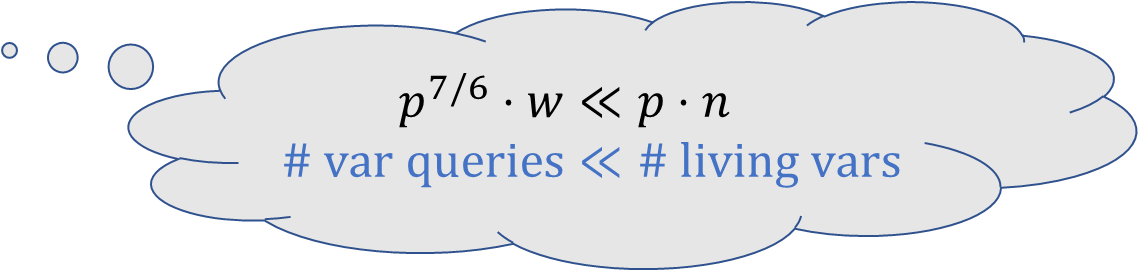 p^{7/6} · w ≪ p · n
# var queries ≪ # living vars